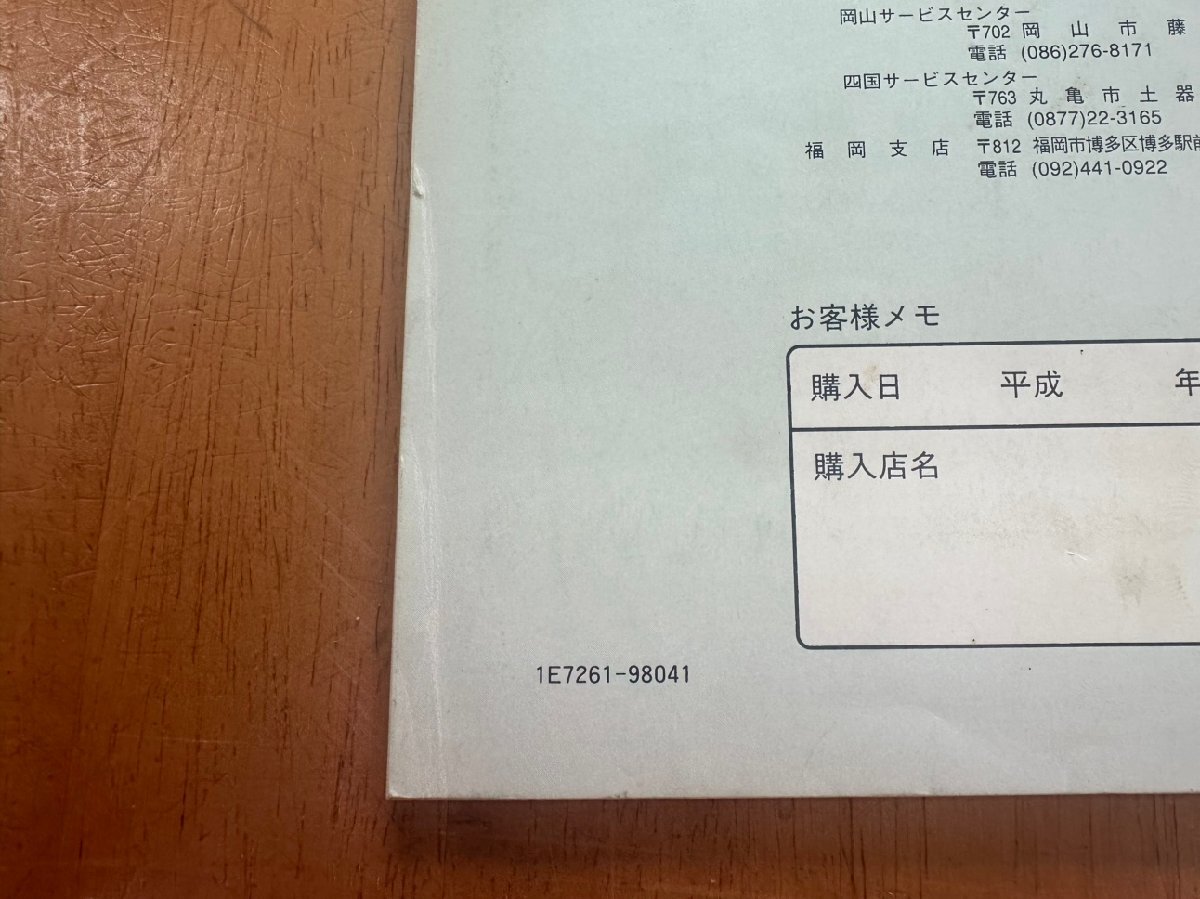 岡山サービスセンター
〒702 岡山市藤
電話 (086)276-8171
四国サービスセンター
〒763 丸亀市土器
電話 (0877)22-3165
福岡支店 〒812 福岡市博多区博多駅前
電話 (092)441-0922
お客様メモ
購入日 平成 年
購入店名
1E7261-98041